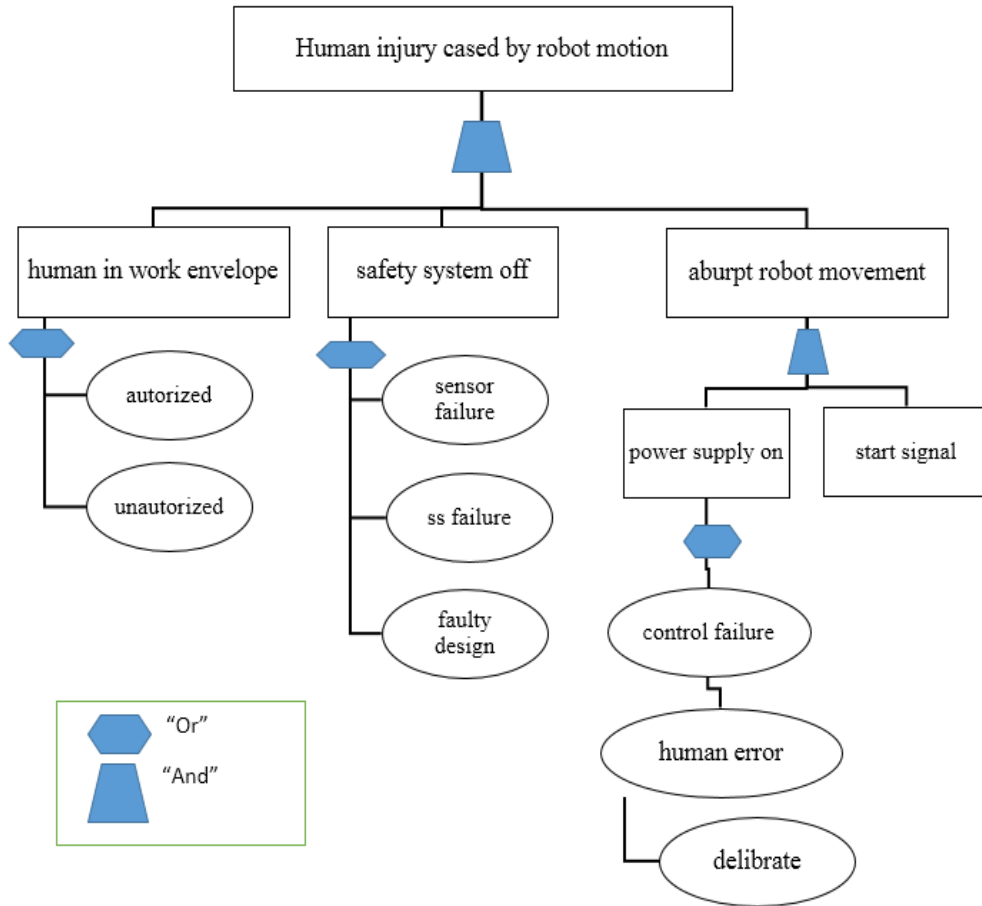 Human injury cased by robot motion
human in work envelope
safety system off
aburpt robot movement
autorized
unautorized
sensor
failure
ss failure
faulty
design
power supply on
start signal
control failure
human error
delibrate
“Or”
“And”